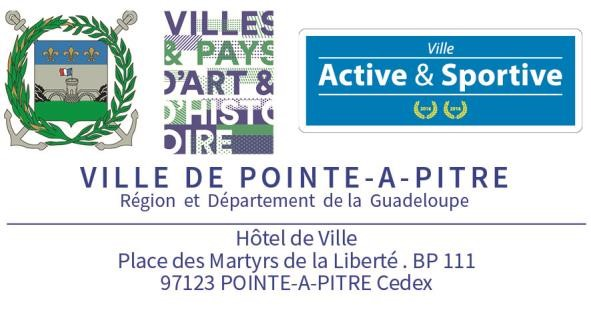 VILLES
& PAYS
D'ART &
D'HISTO
OIRE
Ville
Active & Sportive
VILLE DE POINTE-A-PITRE
Région et Département de la Guadeloupe
Hôtel de Ville
Place des Martyrs de la Liberté . BP 111
97123 POINTE-A-PITRE Cedex